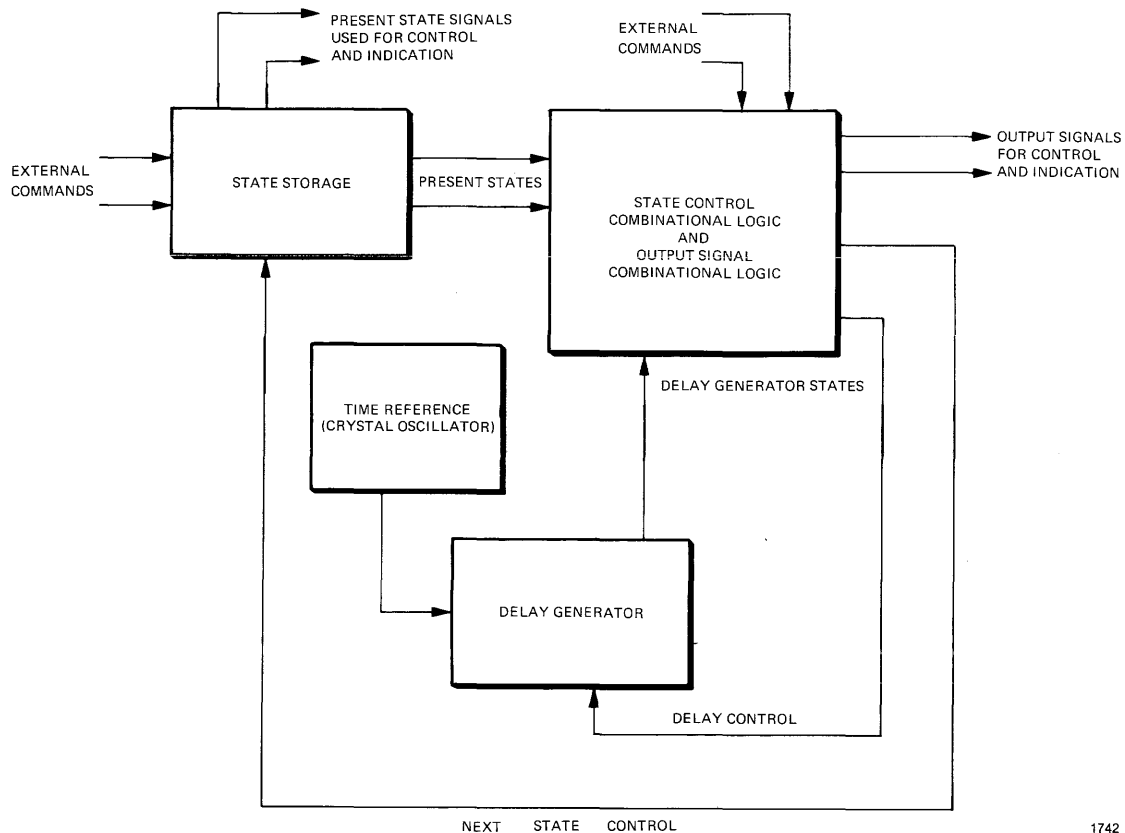 PRESENT STATE SIGNALS
USED FOR CONTROL
AND INDICATION
EXTERNAL
COMMANDS
EXTERNAL
COMMANDS
STATE STORAGE
PRESENT STATES
STATE CONTROL
COMBINATIONAL LOGIC
AND
OUTPUT SIGNAL
COMBINATIONAL LOGIC
OUTPUT SIGNALS
FOR CONTROL
AND INDICATION
TIME REFERENCE
(CRYSTAL OSCILLATOR)
DELAY GENERATOR STATES
DELAY GENERATOR
DELAY CONTROL
NEXT STATE CONTROL
1742